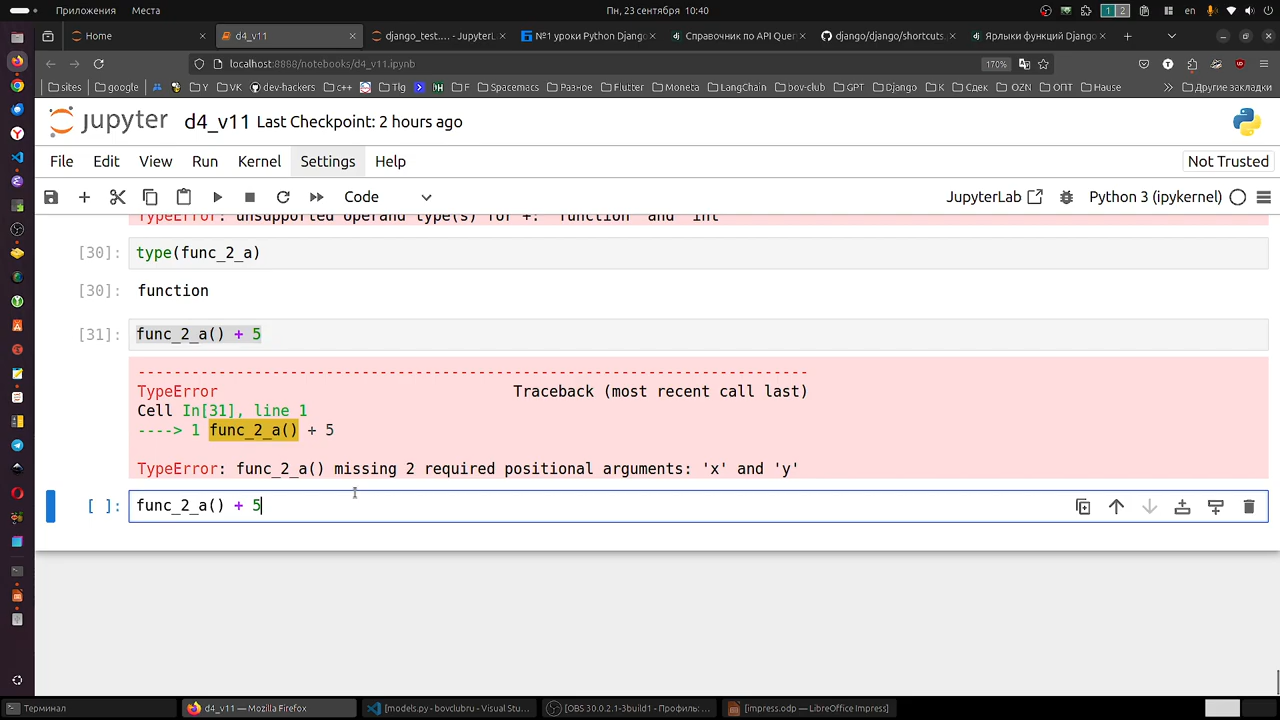 Приложения Места Пн, 23 сентября 10:40 1 2 en
Home d4_v11 django_test.... - JupyterL №1 уроки Python Django Справочник по API Quer django/django/shortcuts. Ярлыки функций Django
localhost:8888/notebooks/d4_v11.ipynb 170%
sites google Y VK dev-hackers c++ Tlg F Spacemacs Разное Flutter Moneta LangChain bov-club GPT Django K Сдек OZN ОПТ Hause Другие закладки
jupyter d4_v11 Last Checkpoint: 2 hours ago
File Edit View Run Kernel Settings Help Not Trusted
Code JupyterLab Python 3 (ipykernel)
TypeError: unsupported operand type(s) for +: 'function' and 'int'
[30]: type(func_2_a)
[30]: function
[31]: func_2_a() + 5
---------------------------------------------------------------------------
TypeError Traceback (most recent call last)
Cell In[31], line 1
----> 1 func_2_a() + 5
TypeError: func_2_a() missing 2 required positional arguments: 'x' and 'y'
[ ]: func_2_a() + 5
Терминал d4_v11 — Mozilla Firefox [models.py - bovclubru - Visual Stu... [OBS 30.0.2.1-3build1 - Профиль: ... [impress.odp — LibreOffice Impress]